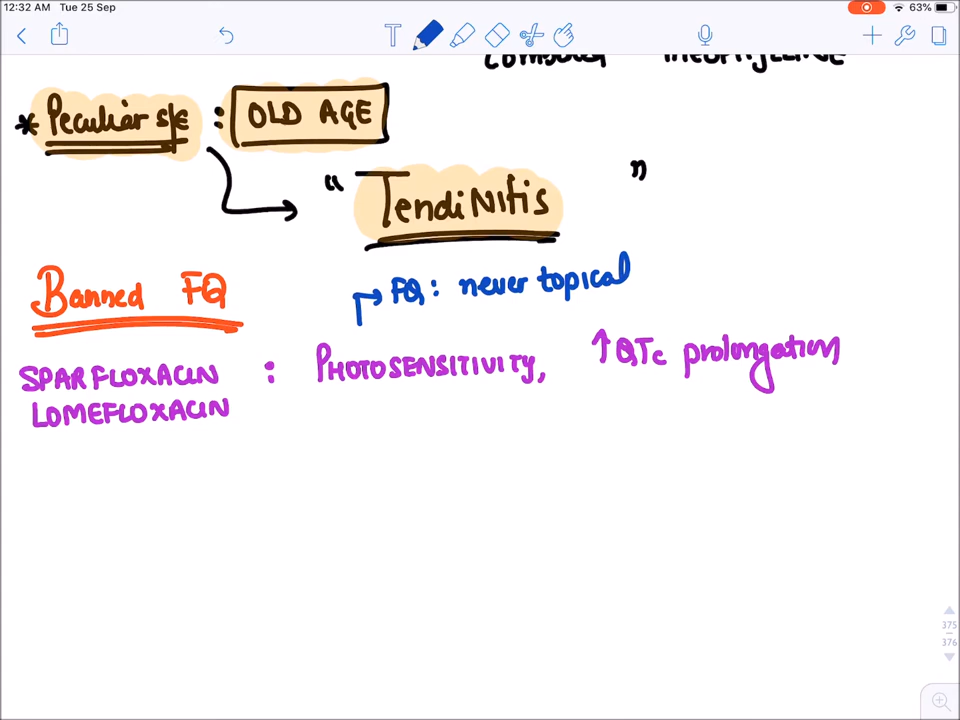 12:32 AM Tue 25 Sep 63%
* Peculiar s/e : OLD AGE
" TendiNitis "
Banned FQ
FQ: never topical
SPARFLOXACIN : PHOTOSENSITIVITY, ↑QTc prolongation
LOMEFLOXACIN
375
376